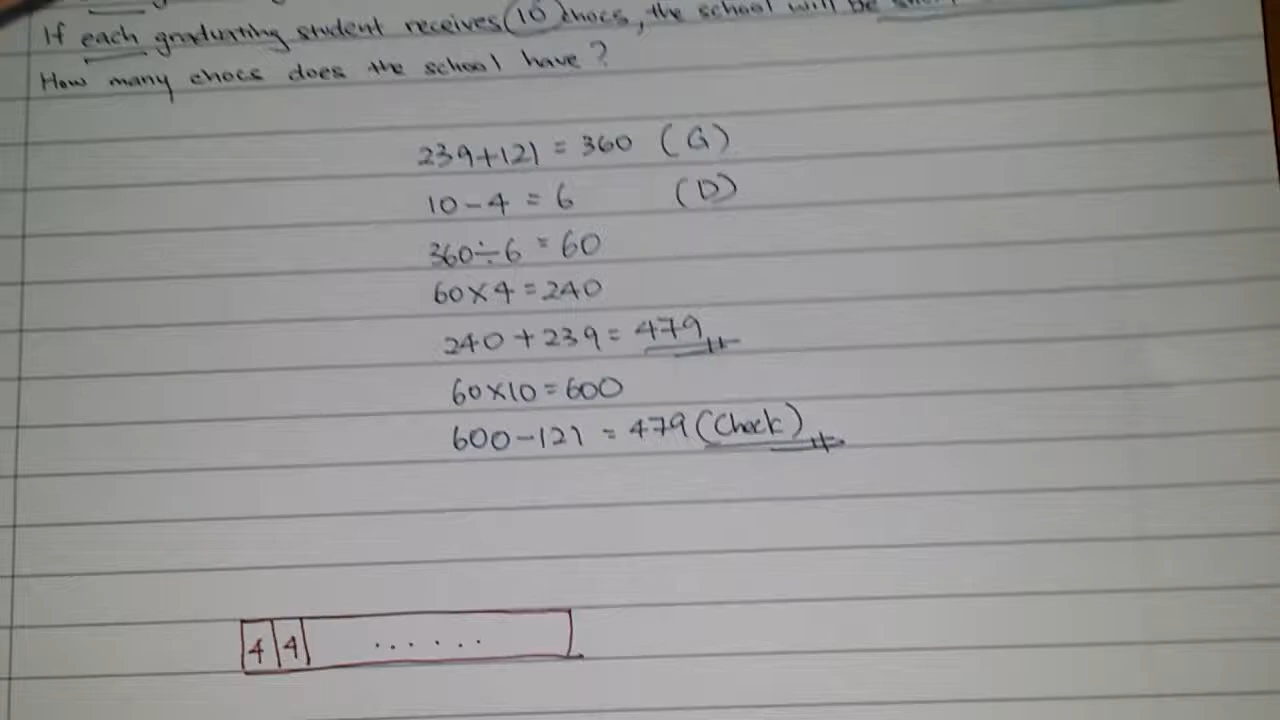 If each graduating student receives 10 chocs, the school will be
How many chocs does the school have?
239+121 = 360 (G)
10-4 = 6 (D)
360÷6 = 60
60×4 = 240
240 + 239 = 479
60×10 = 600
600-121 = 479 (Check)
4 4 ......